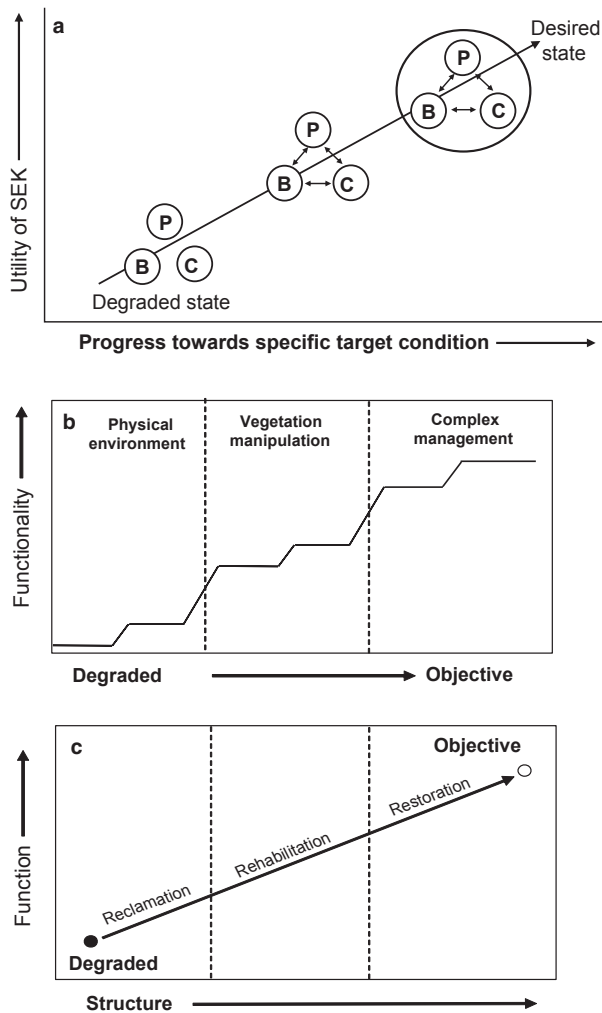 a
Desired
state
P
B
C
P
B
C
P
B
C
Degraded state
Utility of SEK
Progress towards specific target condition
b
Physical
environment
Vegetation
manipulation
Complex
management
Functionality
Degraded
Objective
c
Objective
Restoration
Rehabilitation
Reclamation
Degraded
Function
Structure